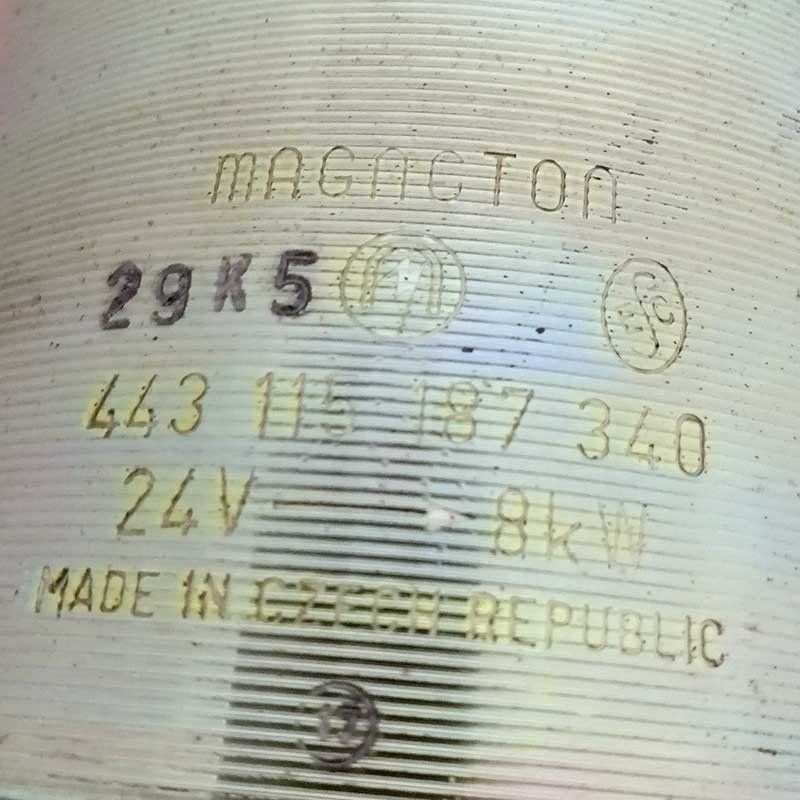 MAGNETON
29K5
443 115 187 340
24V — 8kW
MADE IN CZECH REPUBLIC